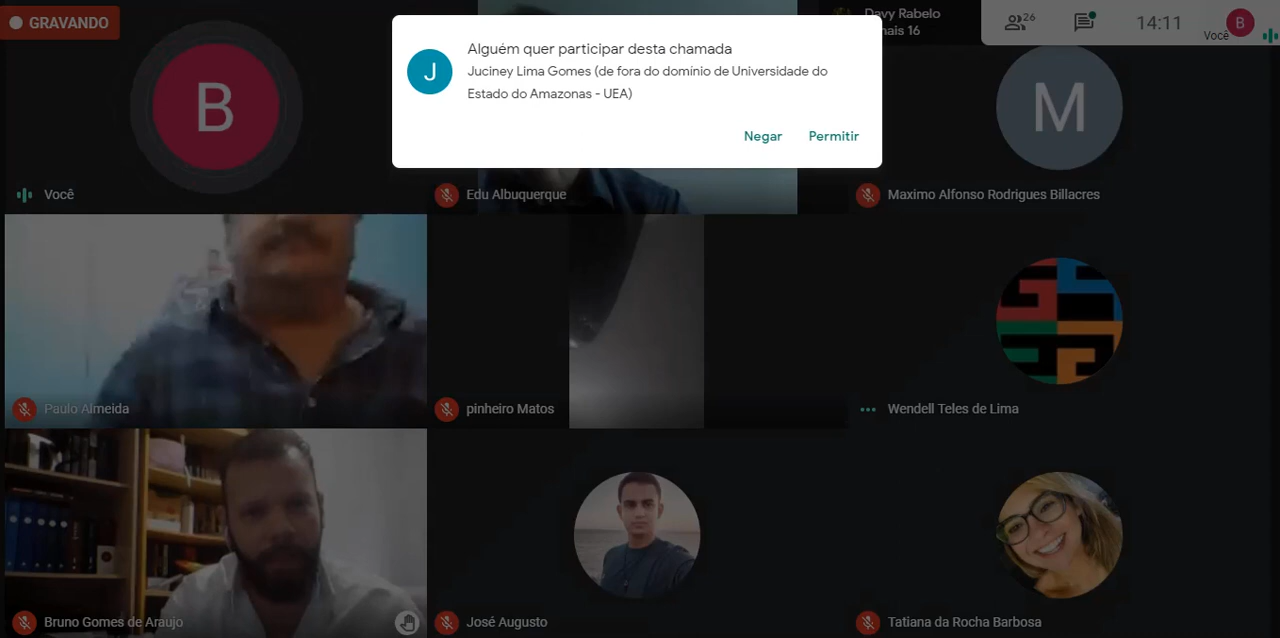 GRAVANDO
B
Você
Alguém quer participar desta chamada
J
Juciney Lima Gomes (de fora do domínio de Universidade do
Estado do Amazonas - UEA)
Negar
Permitir
Davy Rabelo
mais 16
26
14:11
Você
B
Edu Albuquerque
M
Maximo Alfonso Rodrigues Billacres
Paulo Almeida
pinheiro Matos
Wendell Teles de Lima
Bruno Gomes de Araujo
José Augusto
Tatiana da Rocha Barbosa